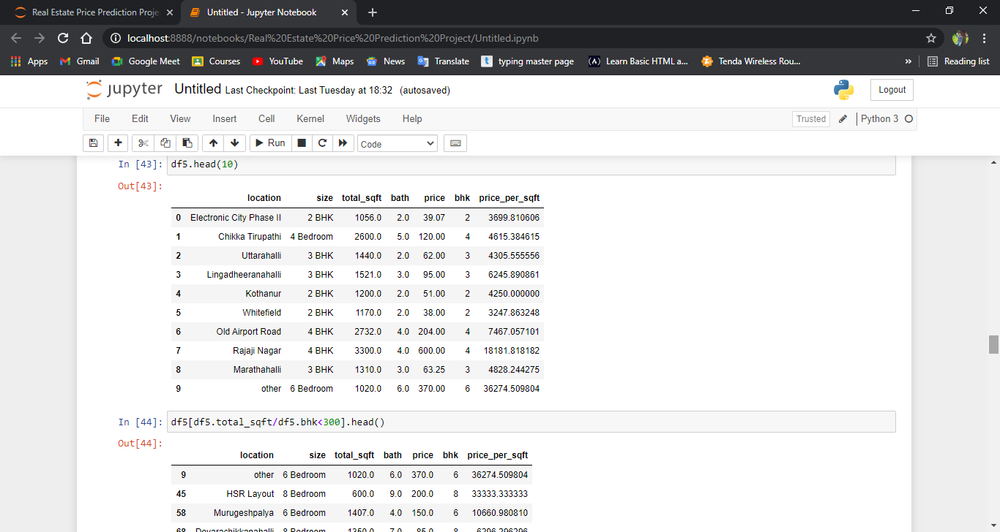 Real Estate Price Prediction Proje
Untitled - Jupyter Notebook
localhost:8888/notebooks/Real%20Estate%20Price%20Prediction%20Project/Untitled.ipynb
Apps Gmail Google Meet Courses YouTube Maps News Translate typing master page Learn Basic HTML a... Tenda Wireless Rou... » Reading list
jupyter Untitled Last Checkpoint: Last Tuesday at 18:32 (autosaved) Logout
File Edit View Insert Cell Kernel Widgets Help Trusted Python 3
Run Code
In [43]: df5.head(10)
Out[43]:
location size total_sqft bath price bhk price_per_sqft
0 Electronic City Phase II 2 BHK 1056.0 2.0 39.07 2 3699.810606
1 Chikka Tirupathi 4 Bedroom 2600.0 5.0 120.00 4 4615.384615
2 Uttarahalli 3 BHK 1440.0 2.0 62.00 3 4305.555556
3 Lingadheeranahalli 3 BHK 1521.0 3.0 95.00 3 6245.890861
4 Kothanur 2 BHK 1200.0 2.0 51.00 2 4250.000000
5 Whitefield 2 BHK 1170.0 2.0 38.00 2 3247.863248
6 Old Airport Road 4 BHK 2732.0 4.0 204.00 4 7467.057101
7 Rajaji Nagar 4 BHK 3300.0 4.0 600.00 4 18181.818182
8 Marathahalli 3 BHK 1310.0 3.0 63.25 3 4828.244275
9 other 6 Bedroom 1020.0 6.0 370.00 6 36274.509804
In [44]: df5[df5.total_sqft/df5.bhk<300].head()
Out[44]:
location size total_sqft bath price bhk price_per_sqft
9 other 6 Bedroom 1020.0 6.0 370.0 6 36274.509804
45 HSR Layout 8 Bedroom 600.0 9.0 200.0 8 33333.333333
58 Murugeshpalya 6 Bedroom 1407.0 4.0 150.0 6 10660.980810
68 Devarachikkanahalli 8 Bedroom 1350.0 7.0 85.0 8 6296.296296